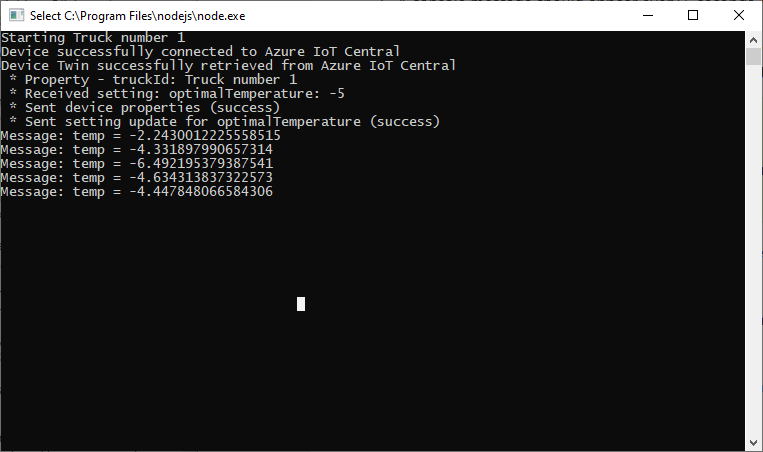 Select C:\Program Files\nodejs\node.exe
Starting Truck number 1
Device successfully connected to Azure IoT Central
Device Twin successfully retrieved from Azure IoT Central
 * Property - truckId: Truck number 1
 * Received setting: optimalTemperature: -5
 * Sent device properties (success)
 * Sent setting update for optimalTemperature (success)
Message: temp = -2.2430012225558515
Message: temp = -4.331897990657314
Message: temp = -6.492195379387541
Message: temp = -4.634313837322573
Message: temp = -4.447848066584306